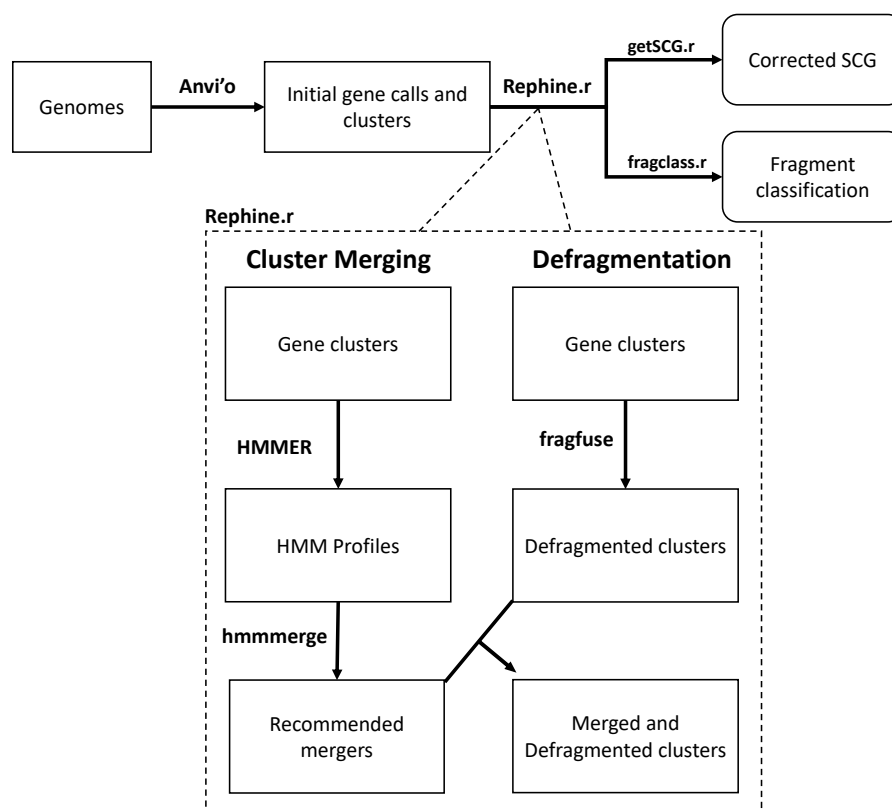 Genomes
Anvi'o
Initial gene calls and
clusters
Rephine.r
getSCG.r
Corrected SCG
fragclass.r
Fragment
classification
Rephine.r
Cluster Merging
Defragmentation
Gene clusters
Gene clusters
HMMER
fragfuse
HMM Profiles
Defragmented clusters
hmmmerge
Recommended
mergers
Merged and
Defragmented clusters